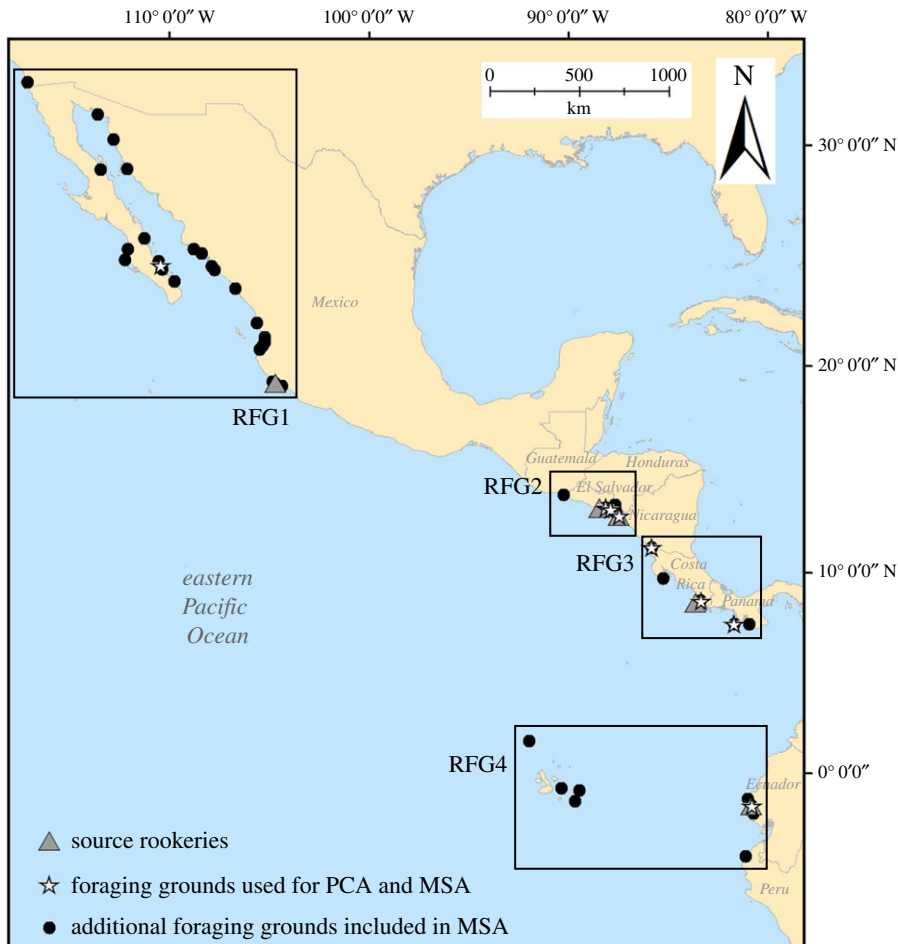 110° 0′0″ W 100° 0′0″ W 90° 0′0″ W 80° 0′0″ W
0 500 1000
km
N
30° 0′0″ N
Mexico
20° 0′0″ N
RFG1
Guatemala
Honduras
RFG2
El Salvador
Nicaragua
RFG3
Costa
Rica
Panama
10° 0′0″ N
eastern
Pacific
Ocean
RFG4
0° 0′0″
Ecuador
Peru
source rookeries
foraging grounds used for PCA and MSA
additional foraging grounds included in MSA